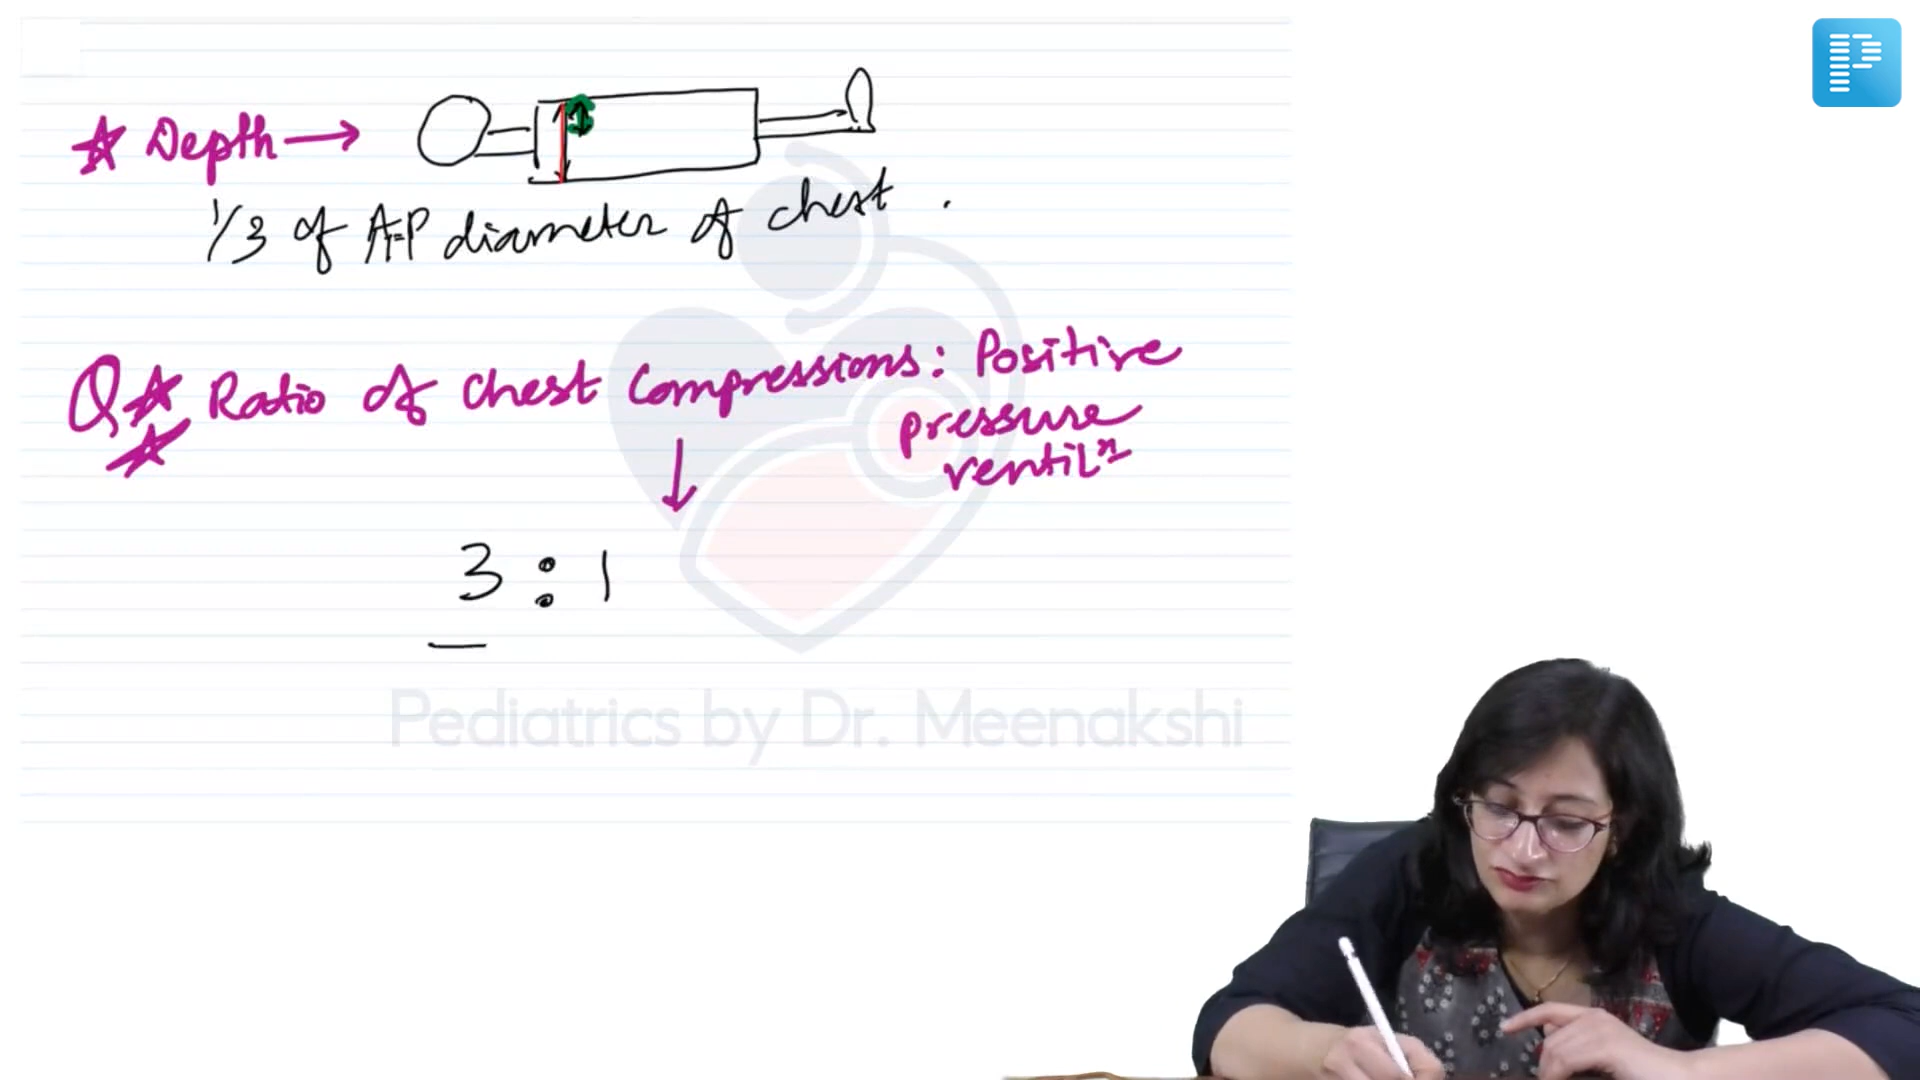 Depth →
1/3 of A-P diameter of chest .
Q Ratio of Chest Compressions: Positive
pressure
ventilⁿ
↓
3 : 1
Pediatrics by Dr. Meenakshi
P